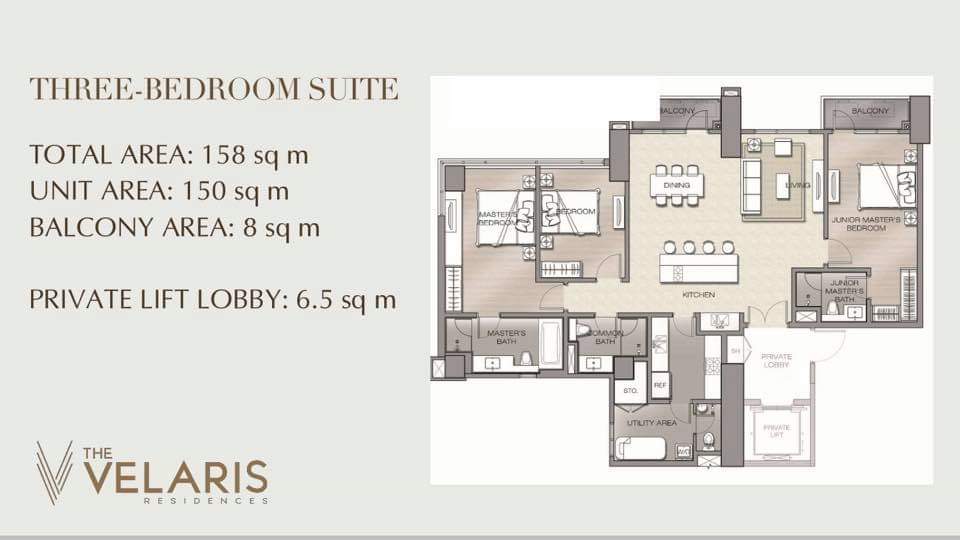 THREE-BEDROOM SUITE
TOTAL AREA: 158 sq m
UNIT AREA: 150 sq m
BALCONY AREA: 8 sq m
PRIVATE LIFT LOBBY: 6.5 sq m
THE
VELARIS
RESIDENCES
BALCONY
BALCONY
DINING
LIVING
MASTER'S
BEDROOM
BEDROOM
JUNIOR MASTER'S
BEDROOM
KITCHEN
JUNIOR
MASTER'S
BATH
MASTER'S
BATH
COMMON
BATH
SH
PRIVATE
LOBBY
STO.
REF
UTILITY AREA
PRIVATE
LIFT